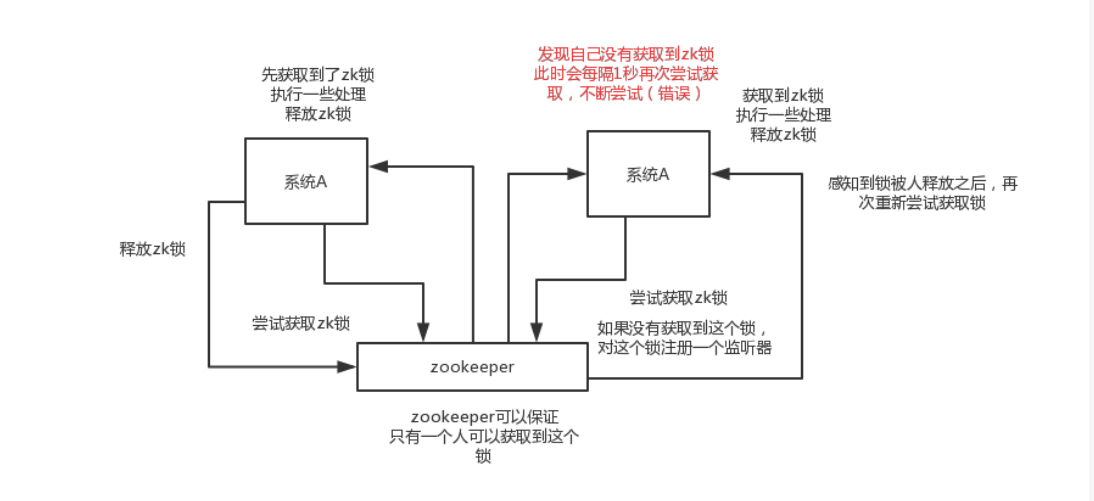 先获取到了zk锁
执行一些处理
释放zk锁
发现自己没有获取到zk锁
此时会每隔1秒再次尝试获
取，不断尝试（错误）
获取到zk锁
执行一些处理
释放zk锁
系统A
系统A
感知到锁被人释放之后，再
次重新尝试获取锁
释放zk锁
尝试获取zk锁
尝试获取zk锁
如果没有获取到这个锁，
对这个锁注册一个监听器
zookeeper
zookeeper可以保证
只有一个人可以获取到这个
锁